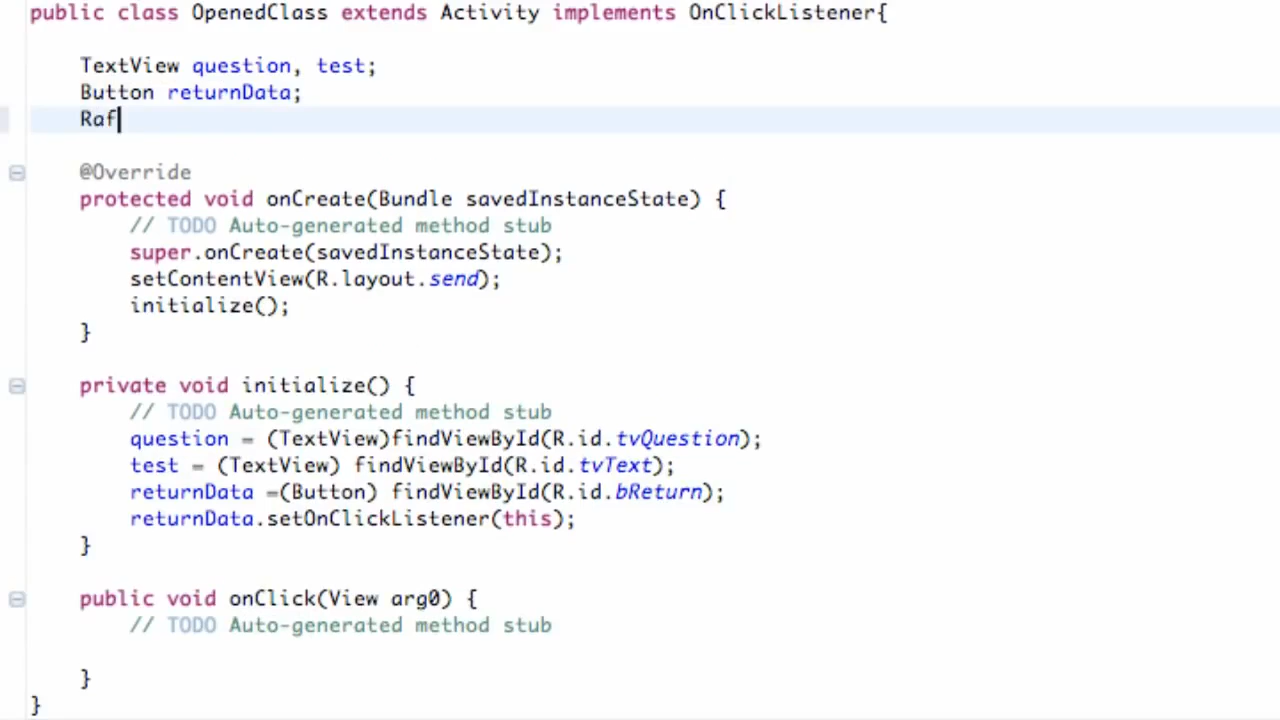 public class OpenedClass extends Activity implements OnClickListener{
TextView question, test;
Button returnData;
Raf
@Override
protected void onCreate(Bundle savedInstanceState) {
// TODO Auto-generated method stub
super.onCreate(savedInstanceState);
setContentView(R.layout.send);
initialize();
}
private void initialize() {
// TODO Auto-generated method stub
question = (TextView)findViewById(R.id.tvQuestion);
test = (TextView) findViewById(R.id.tvText);
returnData =(Button) findViewById(R.id.bReturn);
returnData.setOnClickListener(this);
}
public void onClick(View arg0) {
// TODO Auto-generated method stub
}
}